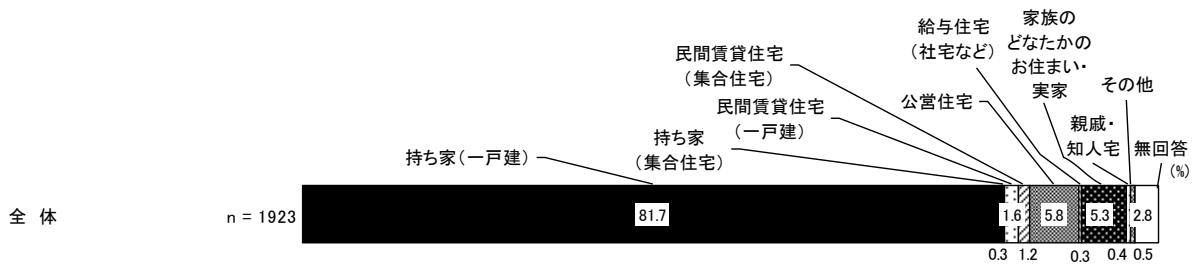 家族の
どなたかの
お住まい・
実家
給与住宅
（社宅など）
民間賃貸住宅
（集合住宅）
その他
公営住宅
民間賃貸住宅
（一戸建）
親戚・
知人宅
持ち家
（集合住宅）
持ち家（一戸建）
無回答
(%)
全 体
n = 1923
81.7
1.6
5.8
5.3
2.8
0.3
1.2
0.3
0.4
0.5